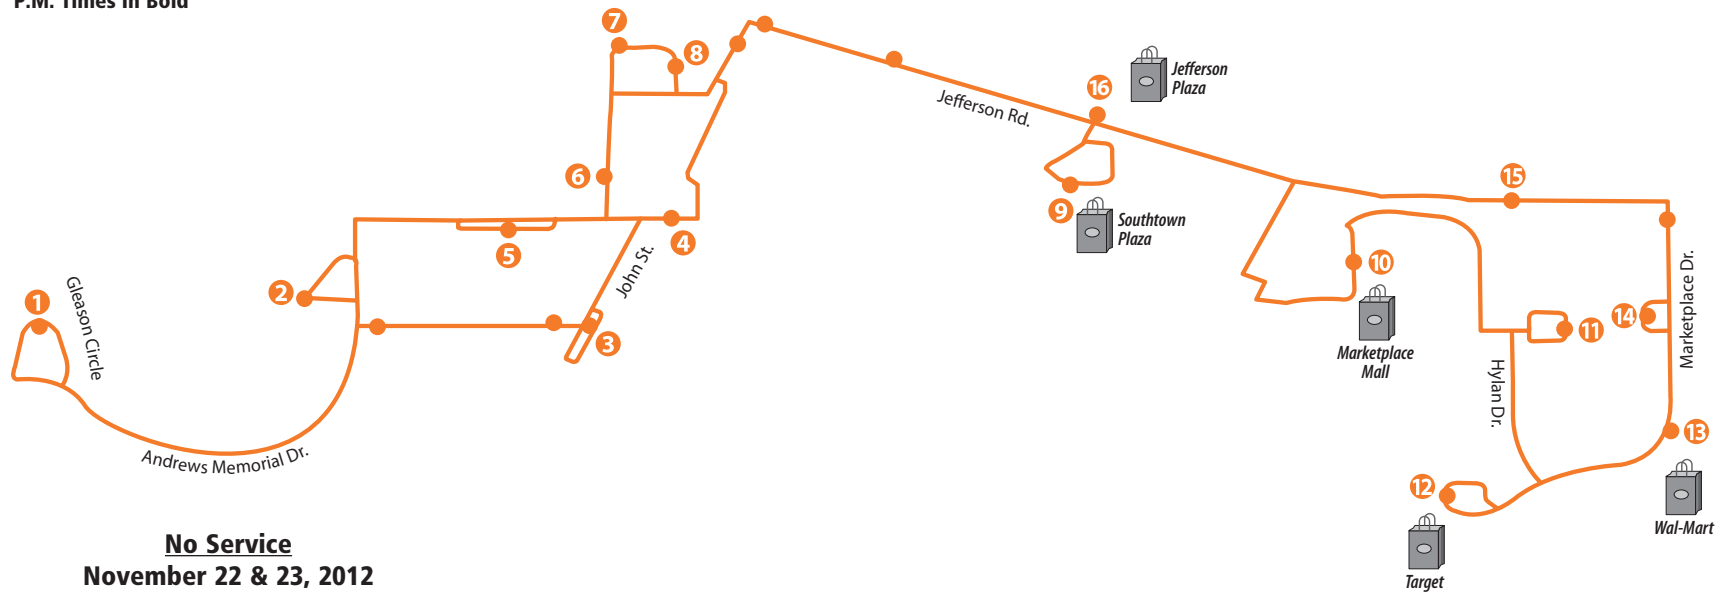 P.M. Times in Bold
7
8
Jefferson
Plaza
16
Jefferson Rd.
6
15
9
Southtown
Plaza
5
4
John St.
10
Gleason Circle
1
2
3
Marketplace
Mall
11
14
Marketplace Dr.
Hylan Dr.
13
Andrews Memorial Dr.
12
Wal-Mart
Target
No Service
November 22 & 23, 2012